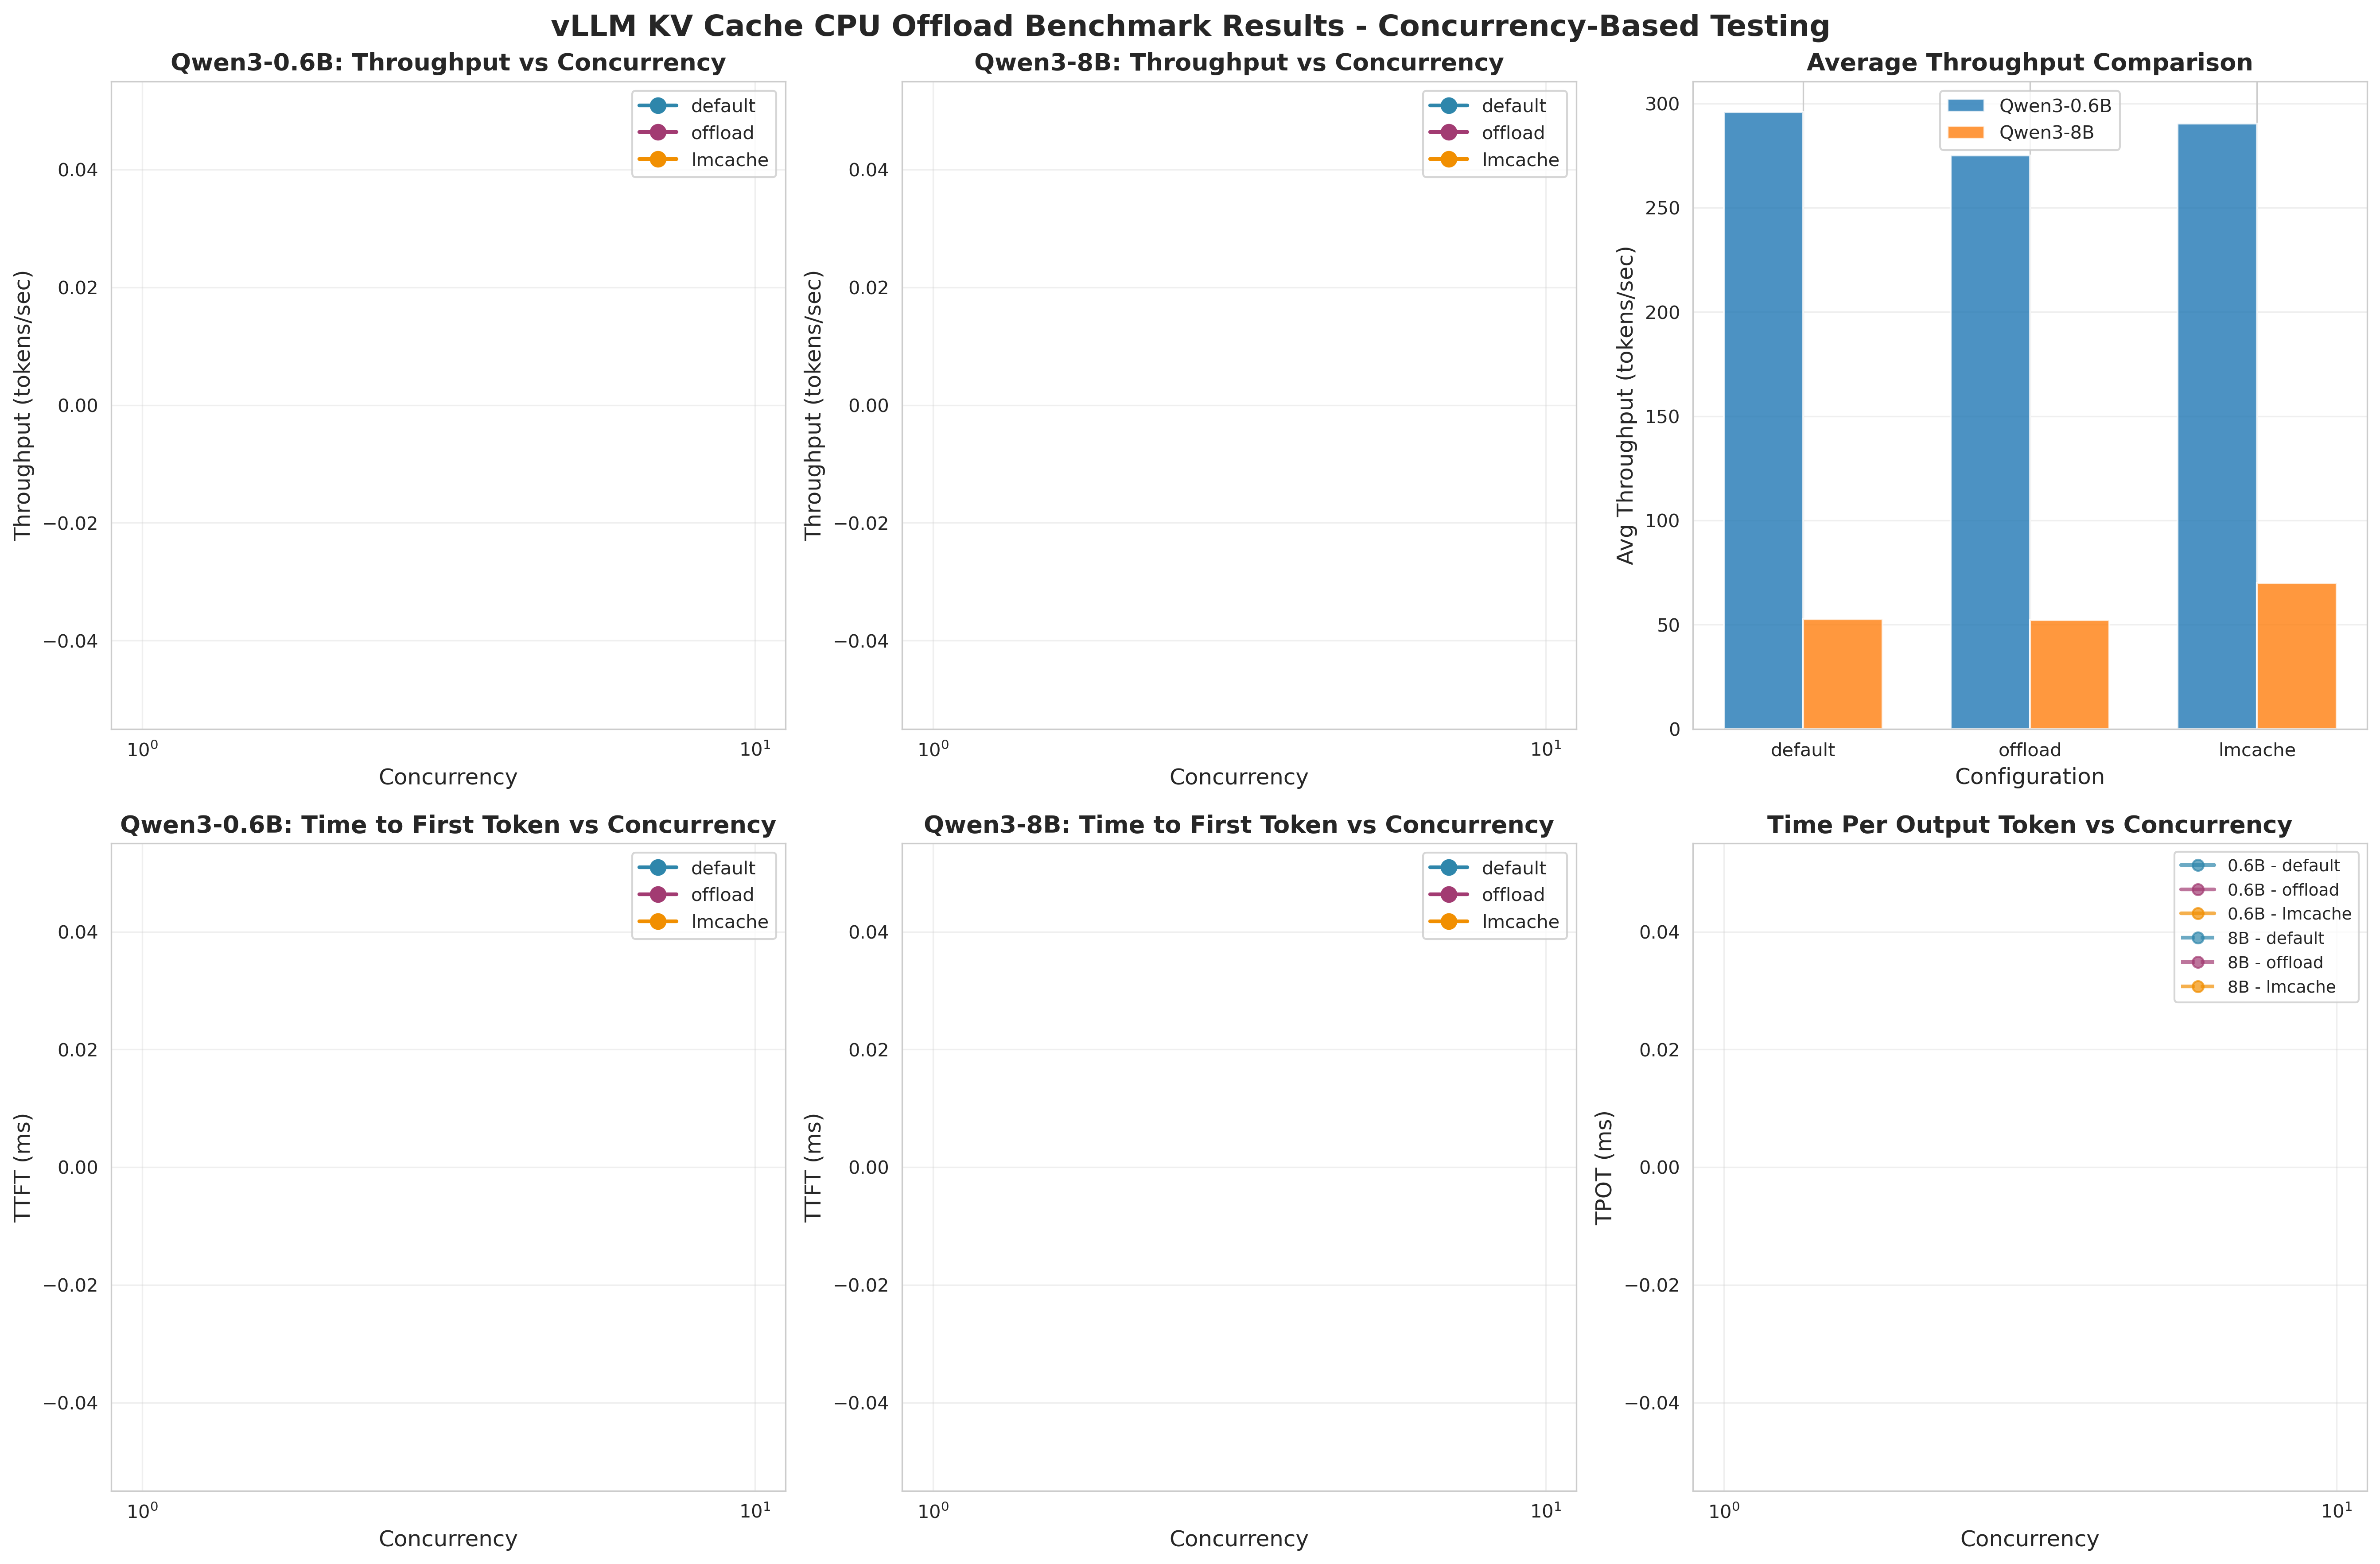 vLLM KV Cache CPU Offload Benchmark Results - Concurrency-Based Testing
Qwen3-0.6B: Throughput vs Concurrency
default
offload
lmcache
0.04
0.02
0.00
−0.02
−0.04
Throughput (tokens/sec)
10⁰
10¹
Concurrency
Qwen3-8B: Throughput vs Concurrency
default
offload
lmcache
0.04
0.02
0.00
−0.02
−0.04
Throughput (tokens/sec)
10⁰
10¹
Concurrency
Average Throughput Comparison
Qwen3-0.6B
Qwen3-8B
300
250
200
150
100
50
0
Avg Throughput (tokens/sec)
default
offload
lmcache
Configuration
Qwen3-0.6B: Time to First Token vs Concurrency
default
offload
lmcache
0.04
0.02
0.00
−0.02
−0.04
TTFT (ms)
10⁰
10¹
Concurrency
Qwen3-8B: Time to First Token vs Concurrency
default
offload
lmcache
0.04
0.02
0.00
−0.02
−0.04
TTFT (ms)
10⁰
10¹
Concurrency
Time Per Output Token vs Concurrency
0.6B - default
0.6B - offload
0.6B - lmcache
8B - default
8B - offload
8B - lmcache
0.04
0.02
0.00
−0.02
−0.04
TPOT (ms)
10⁰
10¹
Concurrency